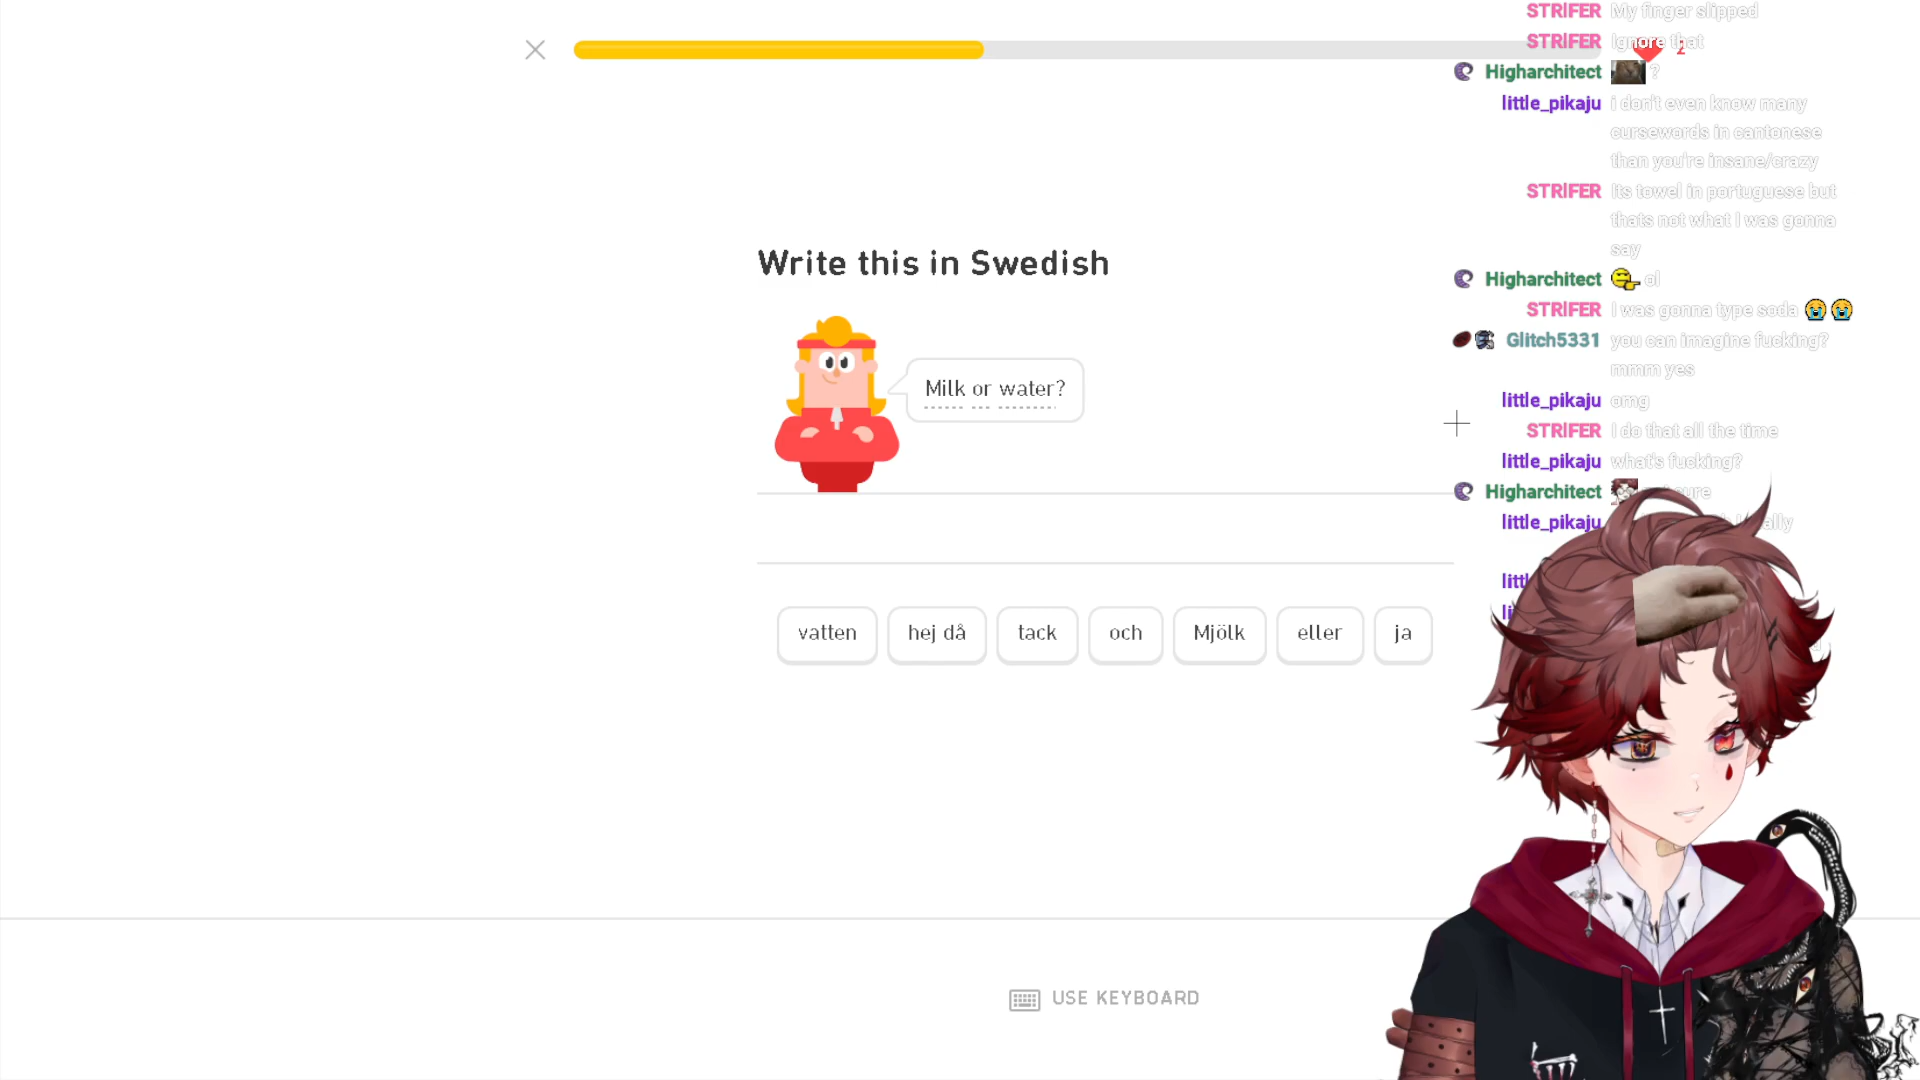 2
Write this in Swedish
Milk or water?
vatten
hej då
tack
och
Mjölk
eller
ja
USE KEYBOARD
STRIFER My finger slipped
STRIFER Ignore that
Higharchitect ?
little_pikaju i don't even know many
cursewords in cantonese
than you're insane/crazy
STRIFER Its towel in portuguese but
thats not what I was gonna
say
Higharchitect ol
STRIFER I was gonna type soda
Glitch5331 you can imagine fucking?
mmm yes
little_pikaju omg
STRIFER I do that all the time
little_pikaju what's fucking?
Higharchitect sure
little_pikaju